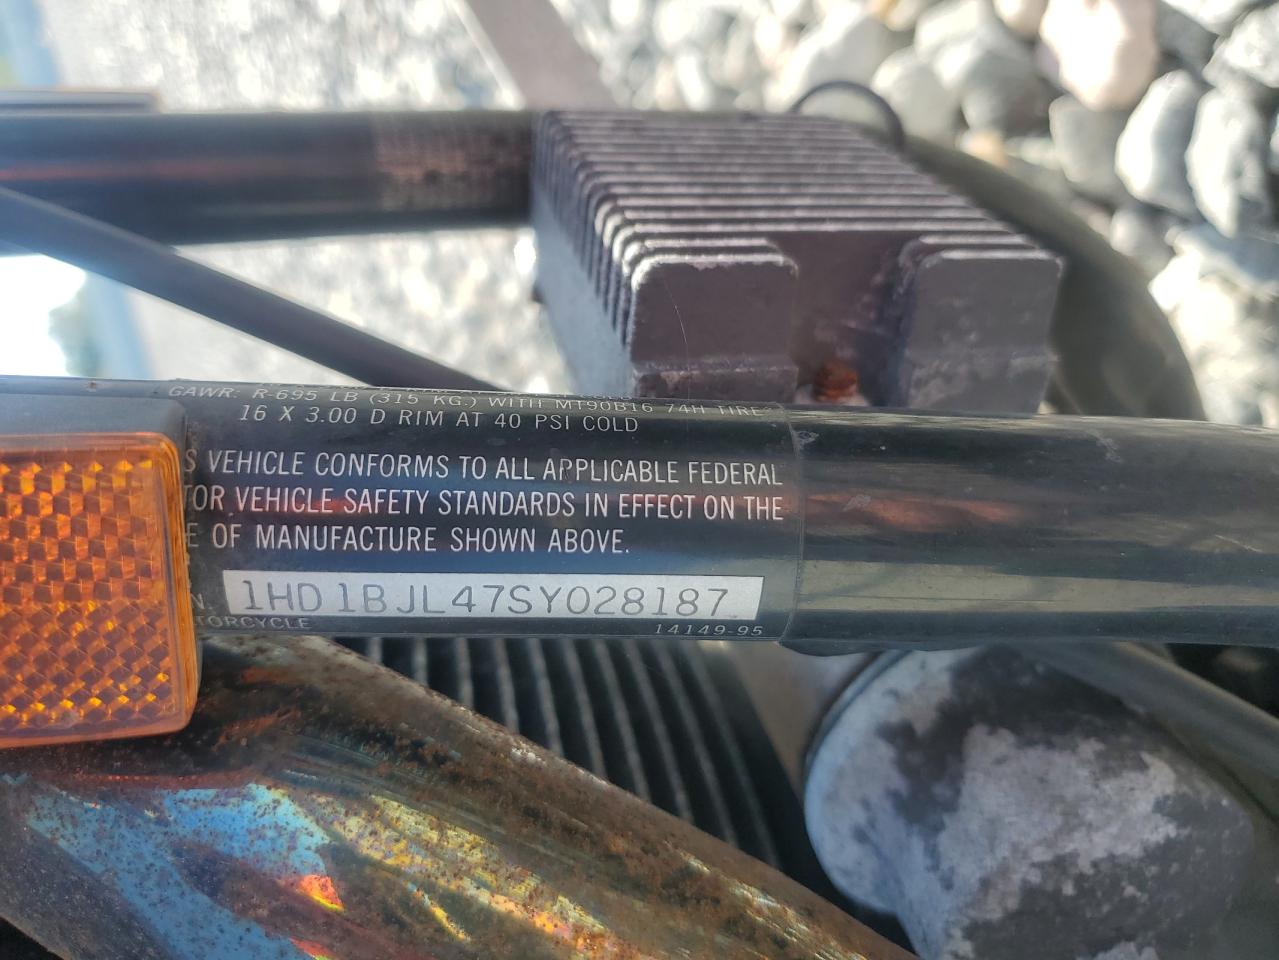 GAWR: R-695 LB (315 KG.) WITH MT90B16 74H TIRE
16 X 3.00 D RIM AT 40 PSI COLD
S VEHICLE CONFORMS TO ALL APPLICABLE FEDERAL
TOR VEHICLE SAFETY STANDARDS IN EFFECT ON THE
E OF MANUFACTURE SHOWN ABOVE.
N. 1HD1BJL47SY028187
TORCYCLE 14149-95